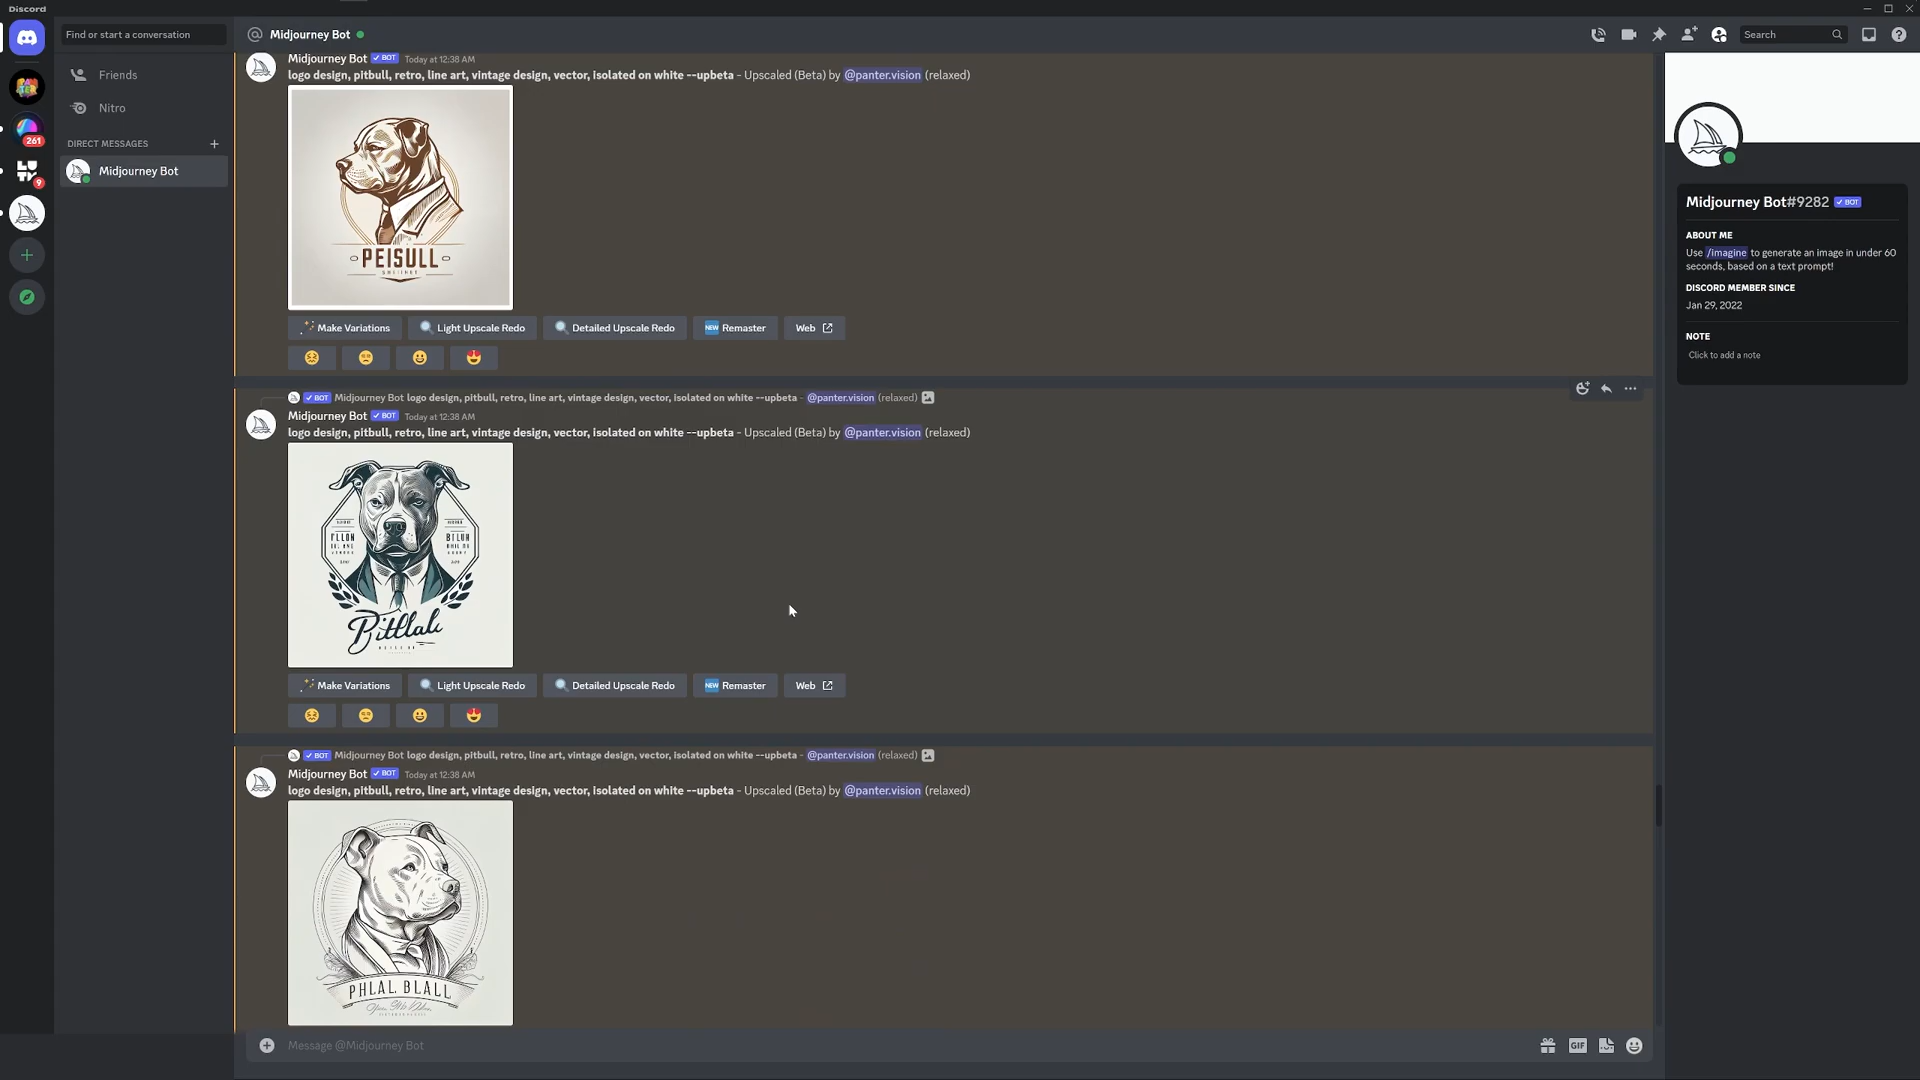 Discord
Find or start a conversation
Midjourney Bot
Search
Friends
Nitro
DIRECT MESSAGES
Midjourney Bot
261
9
Midjourney Bot BOT Today at 12:38 AM
logo design, pitbull, retro, line art, vintage design, vector, isolated on white --upbeta - Upscaled (Beta) by @panter.vision (relaxed)
PEISULL
Make Variations Light Upscale Redo Detailed Upscale Redo NEW Remaster Web
BOT Midjourney Bot logo design, pitbull, retro, line art, vintage design, vector, isolated on white --upbeta - @panter.vision (relaxed)
Midjourney Bot BOT Today at 12:38 AM
logo design, pitbull, retro, line art, vintage design, vector, isolated on white --upbeta - Upscaled (Beta) by @panter.vision (relaxed)
Make Variations Light Upscale Redo Detailed Upscale Redo NEW Remaster Web
BOT Midjourney Bot logo design, pitbull, retro, line art, vintage design, vector, isolated on white --upbeta - @panter.vision (relaxed)
Midjourney Bot BOT Today at 12:38 AM
logo design, pitbull, retro, line art, vintage design, vector, isolated on white --upbeta - Upscaled (Beta) by @panter.vision (relaxed)
PHLAL BLALL
Message @Midjourney Bot
GIF
Midjourney Bot#9282 BOT
ABOUT ME
Use /imagine to generate an image in under 60
seconds, based on a text prompt!
DISCORD MEMBER SINCE
Jan 29, 2022
NOTE
Click to add a note